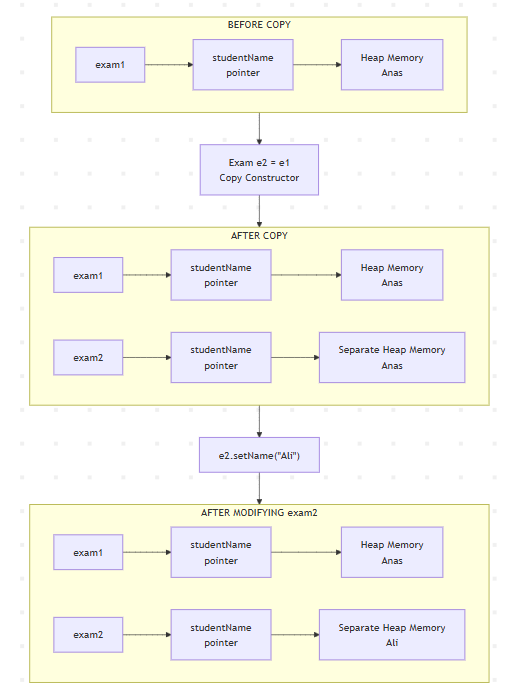 BEFORE COPY
exam1
studentName
pointer
Heap Memory
Anas
Exam e2 = e1
Copy Constructor
AFTER COPY
exam1
studentName
pointer
Heap Memory
Anas
exam2
studentName
pointer
Separate Heap Memory
Anas
e2.setName("Ali")
AFTER MODIFYING exam2
exam1
studentName
pointer
Heap Memory
Anas
exam2
studentName
pointer
Separate Heap Memory
Ali